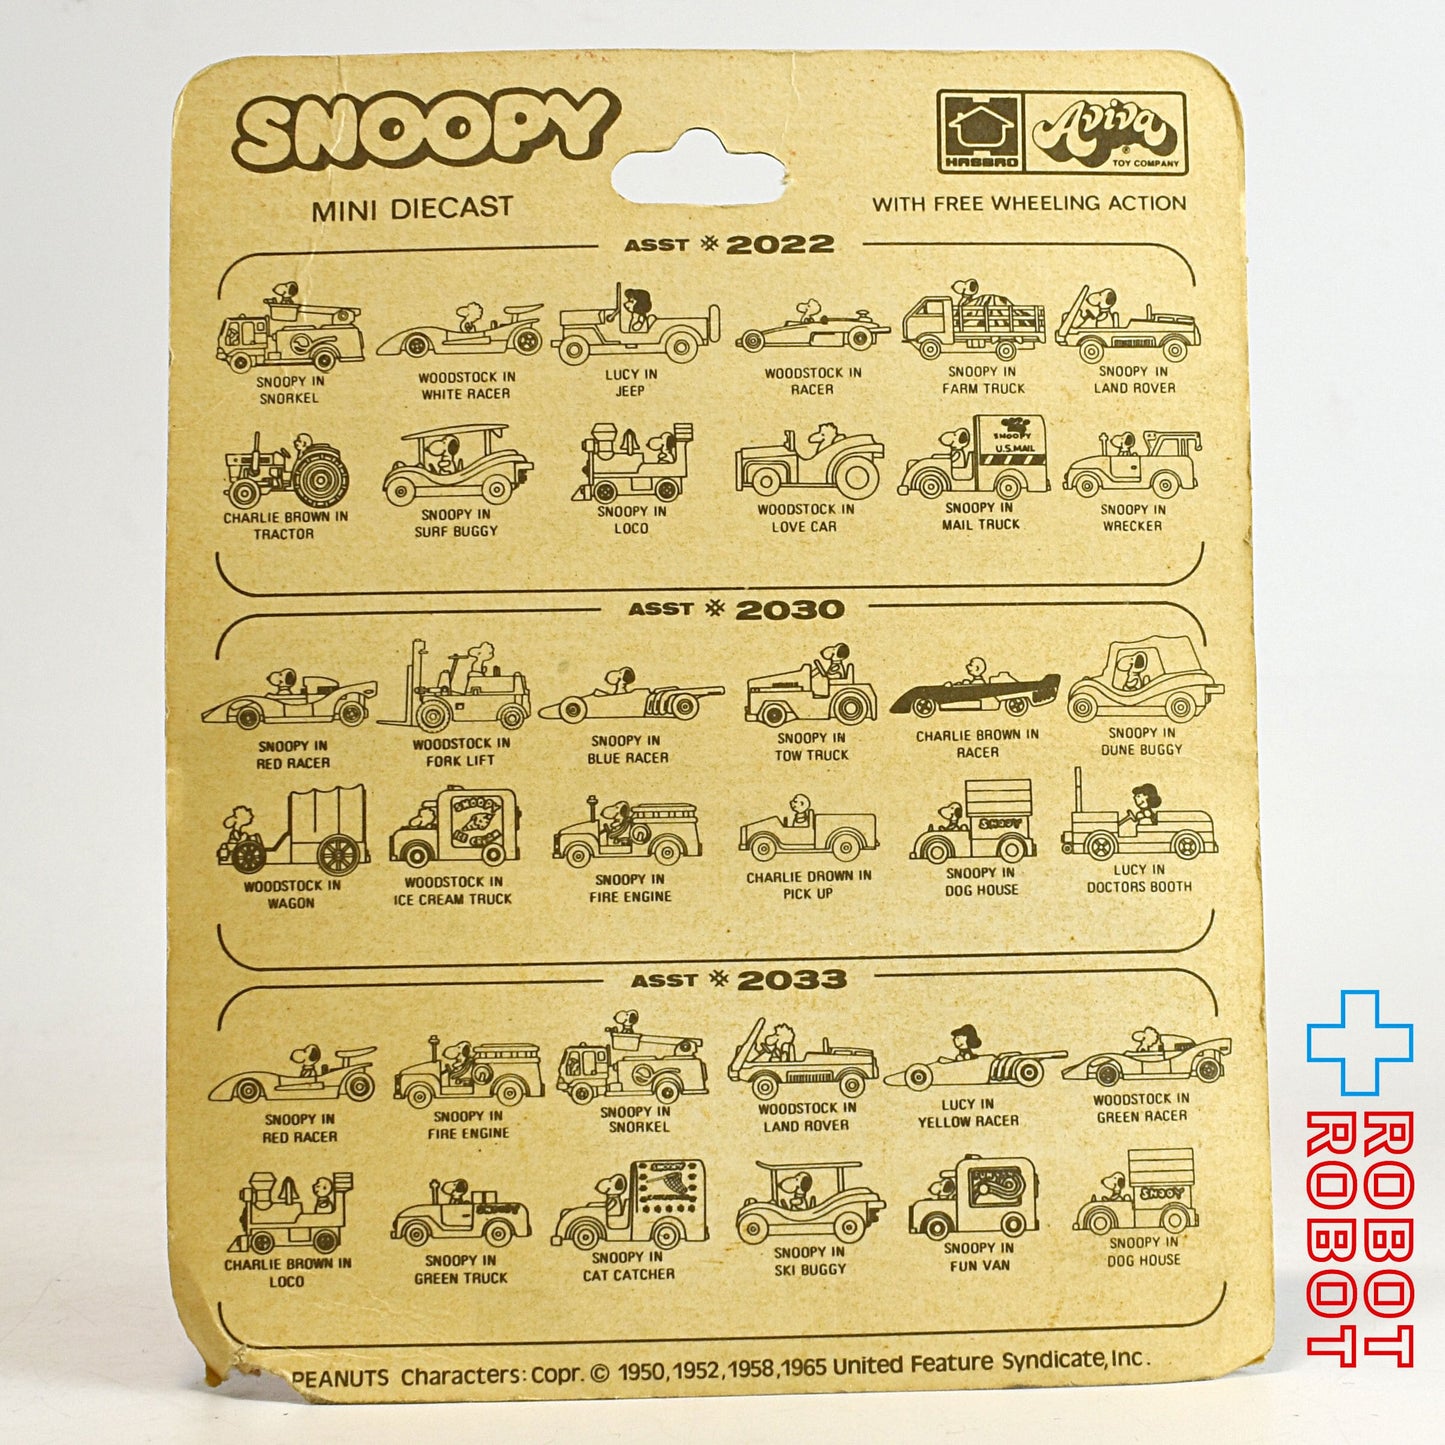 SNOOPY
MINI DIECAST
HASBRO
Aviva
®
TOY COMPANY
WITH FREE WHEELING ACTION
ASST # 2022
SNOOPY IN
SNORKEL
WOODSTOCK IN
WHITE RACER
LUCY IN
JEEP
WOODSTOCK IN
RACER
SNOOPY IN
FARM TRUCK
SNOOPY IN
LAND ROVER
SNOOPY
U.S.MAIL
CHARLIE BROWN IN
TRACTOR
SNOOPY IN
SURF BUGGY
SNOOPY IN
LOCO
WOODSTOCK IN
LOVE CAR
SNOOPY IN
MAIL TRUCK
SNOOPY IN
WRECKER
ASST # 2030
SNOOPY IN
RED RACER
WOODSTOCK IN
FORK LIFT
SNOOPY IN
BLUE RACER
SNOOPY IN
TOW TRUCK
CHARLIE BROWN IN
RACER
SNOOPY IN
DUNE BUGGY
SNOOPY
SNOOPY
WOODSTOCK IN
WAGON
WOODSTOCK IN
ICE CREAM TRUCK
SNOOPY IN
FIRE ENGINE
CHARLIE DROWN IN
PICK UP
SNOOPY IN
DOG HOUSE
LUCY IN
DOCTORS BOOTH
ASST # 2033
SNOOPY IN
RED RACER
SNOOPY IN
FIRE ENGINE
SNOOPY IN
SNORKEL
WOODSTOCK IN
LAND ROVER
LUCY IN
YELLOW RACER
WOODSTOCK IN
GREEN RACER
SNOOPY
SNOOPY
SNOOPY
CHARLIE BROWN IN
LOCO
SNOOPY IN
GREEN TRUCK
SNOOPY IN
CAT CATCHER
SNOOPY IN
SKI BUGGY
SNOOPY IN
FUN VAN
SNOOPY IN
DOG HOUSE
PEANUTS Characters: Copr. © 1950,1952,1958,1965 United Feature Syndicate, Inc.
ROBOT
ROBOT